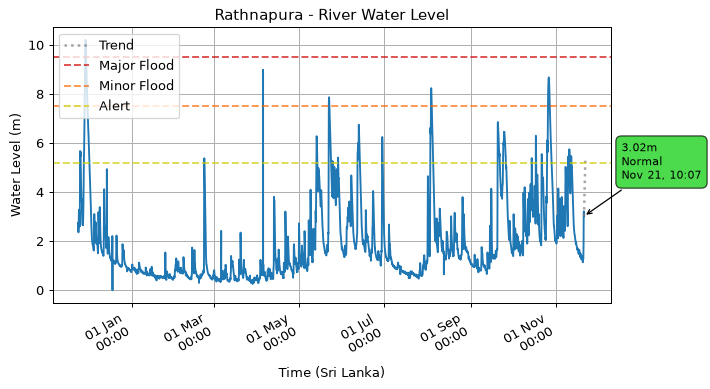 Rathnapura - River Water Level
Trend
Major Flood
Minor Flood
Alert
3.02m
Normal
Nov 21, 10:07
Water Level (m)
10
8
6
4
2
0
01 Jan
00:00
01 Mar
00:00
01 May
00:00
01 Jul
00:00
01 Sep
00:00
01 Nov
00:00
Time (Sri Lanka)